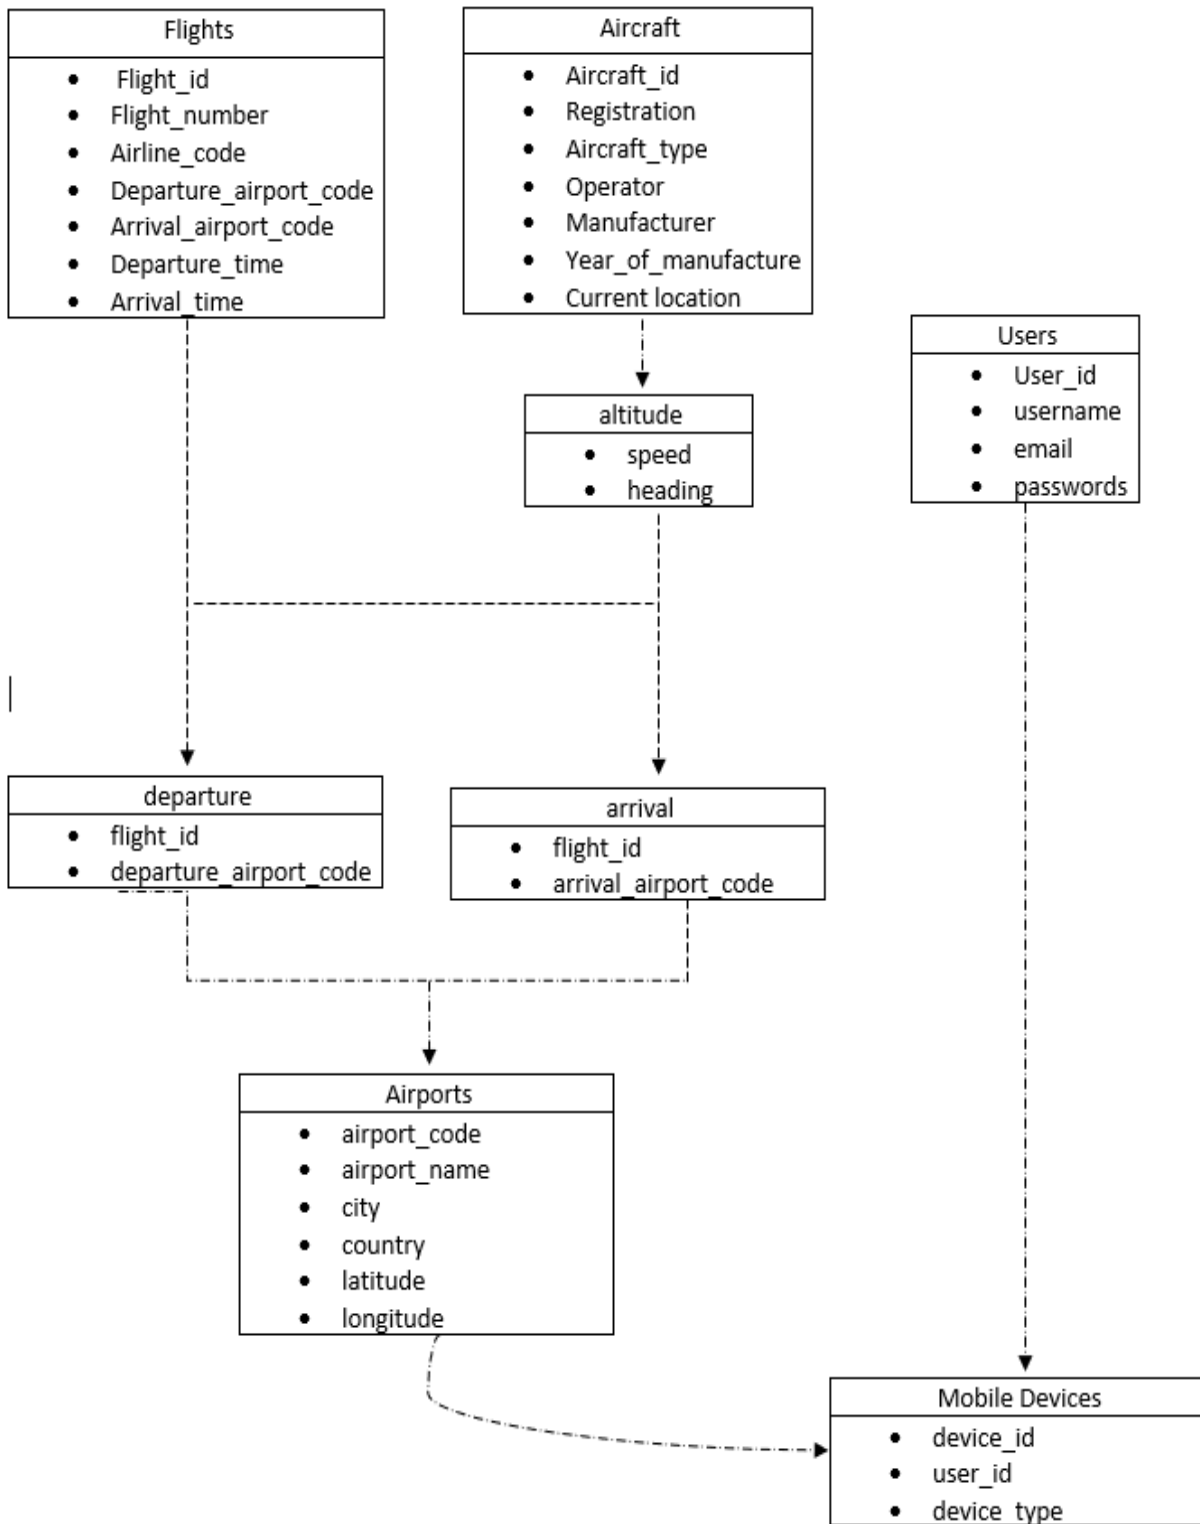 Flights
Flight_id
Flight_number
Airline_code
Departure_airport_code
Arrival_airport_code
Departure_time
Arrival_time
Aircraft
Aircraft_id
Registration
Aircraft_type
Operator
Manufacturer
Year_of_manufacture
Current location
Users
User_id
username
email
passwords
altitude
speed
heading
departure
flight_id
departure_airport_code
arrival
flight_id
arrival_airport_code
Airports
airport_code
airport_name
city
country
latitude
longitude
Mobile Devices
device_id
user_id
device_type